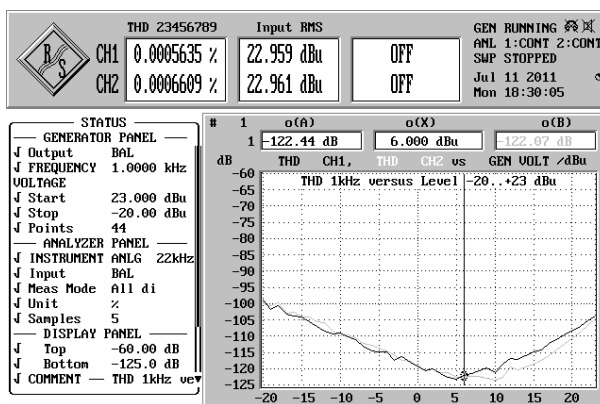 THD 23456789 Input RMS
GEN RUNNING
R S
CH1 0.0005635 % 22.959 dBu OFF
ANL 1:CONT 2:CONT
SWP STOPPED
CH2 0.0006609 % 22.961 dBu OFF
Jul 11 2011
Mon 18:30:05
STATUS
GENERATOR PANEL
Output BAL
FREQUENCY 1.0000 kHz
VOLTAGE
Start 23.000 dBu
Stop -20.00 dBu
Points 44
ANALYZER PANEL
INSTRUMENT ANLG 22kHz
Input BAL
Meas Mode All di
Unit %
Samples 5
DISPLAY PANEL
Top -60.00 dB
Bottom -125.0 dB
COMMENT — THD 1kHz ve
# 1 o(A) o(X) o(B)
1 -122.44 dB 6.000 dBu -122.07 dB
dB THD CH1, THD CH2 vs GEN VOLT /dBu
THD 1kHz versus Level -20..+23 dBu
-60
-65
-70
-75
-80
-85
-90
-95
-100
-105
-110
-115
-120
-125
-20 -15 -10 -5 0 5 10 15 20